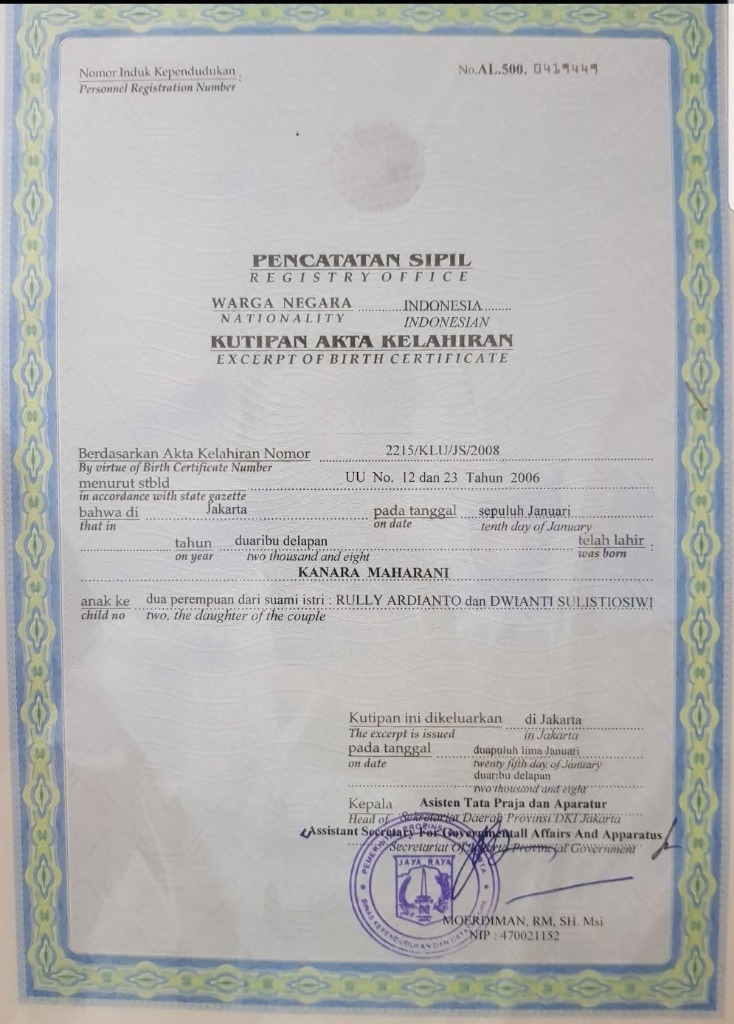 Nomor Induk Kependudukan :
Personnel Registration Number
No.AL.500. 0419449
PENCATATAN SIPIL
REGISTRY OFFICE
WARGA NEGARA INDONESIA
NATIONALITY INDONESIAN
KUTIPAN AKTA KELAHIRAN
EXCERPT OF BIRTH CERTIFICATE
Berdasarkan Akta Kelahiran Nomor 2215/KLU/JS/2008
By virtue of Birth Certificate Number
menurut stbld UU No. 12 dan 23 Tahun 2006
in accordance with state gazette
bahwa di Jakarta pada tanggal sepuluh Januari
that in on date tenth day of January
tahun duaribu delapan telah lahir :
on year two thousand and eight was born
KANARA MAHARANI
anak ke dua perempuan dari suami istri : RULLY ARDIANTO dan DWIANTI SULISTIOSIWI
child no two, the daughter of the couple
Kutipan ini dikeluarkan di Jakarta
The excerpt is issued in Jakarta
pada tanggal duapuluh lima Januari
on date twenty fifth day of January
duaribu delapan
two thousand and eight
Kepala Asisten Tata Praja dan Aparatur
Head of Sekretariat Daerah Provinsi DKI Jakarta
Assistant Secretary For Governmentall Affairs And Apparatus
Secretariat Of Jakarta Provincial Government
JAYA RAYA
MOERDIMAN, RM, SH. Msi
NIP : 470021152